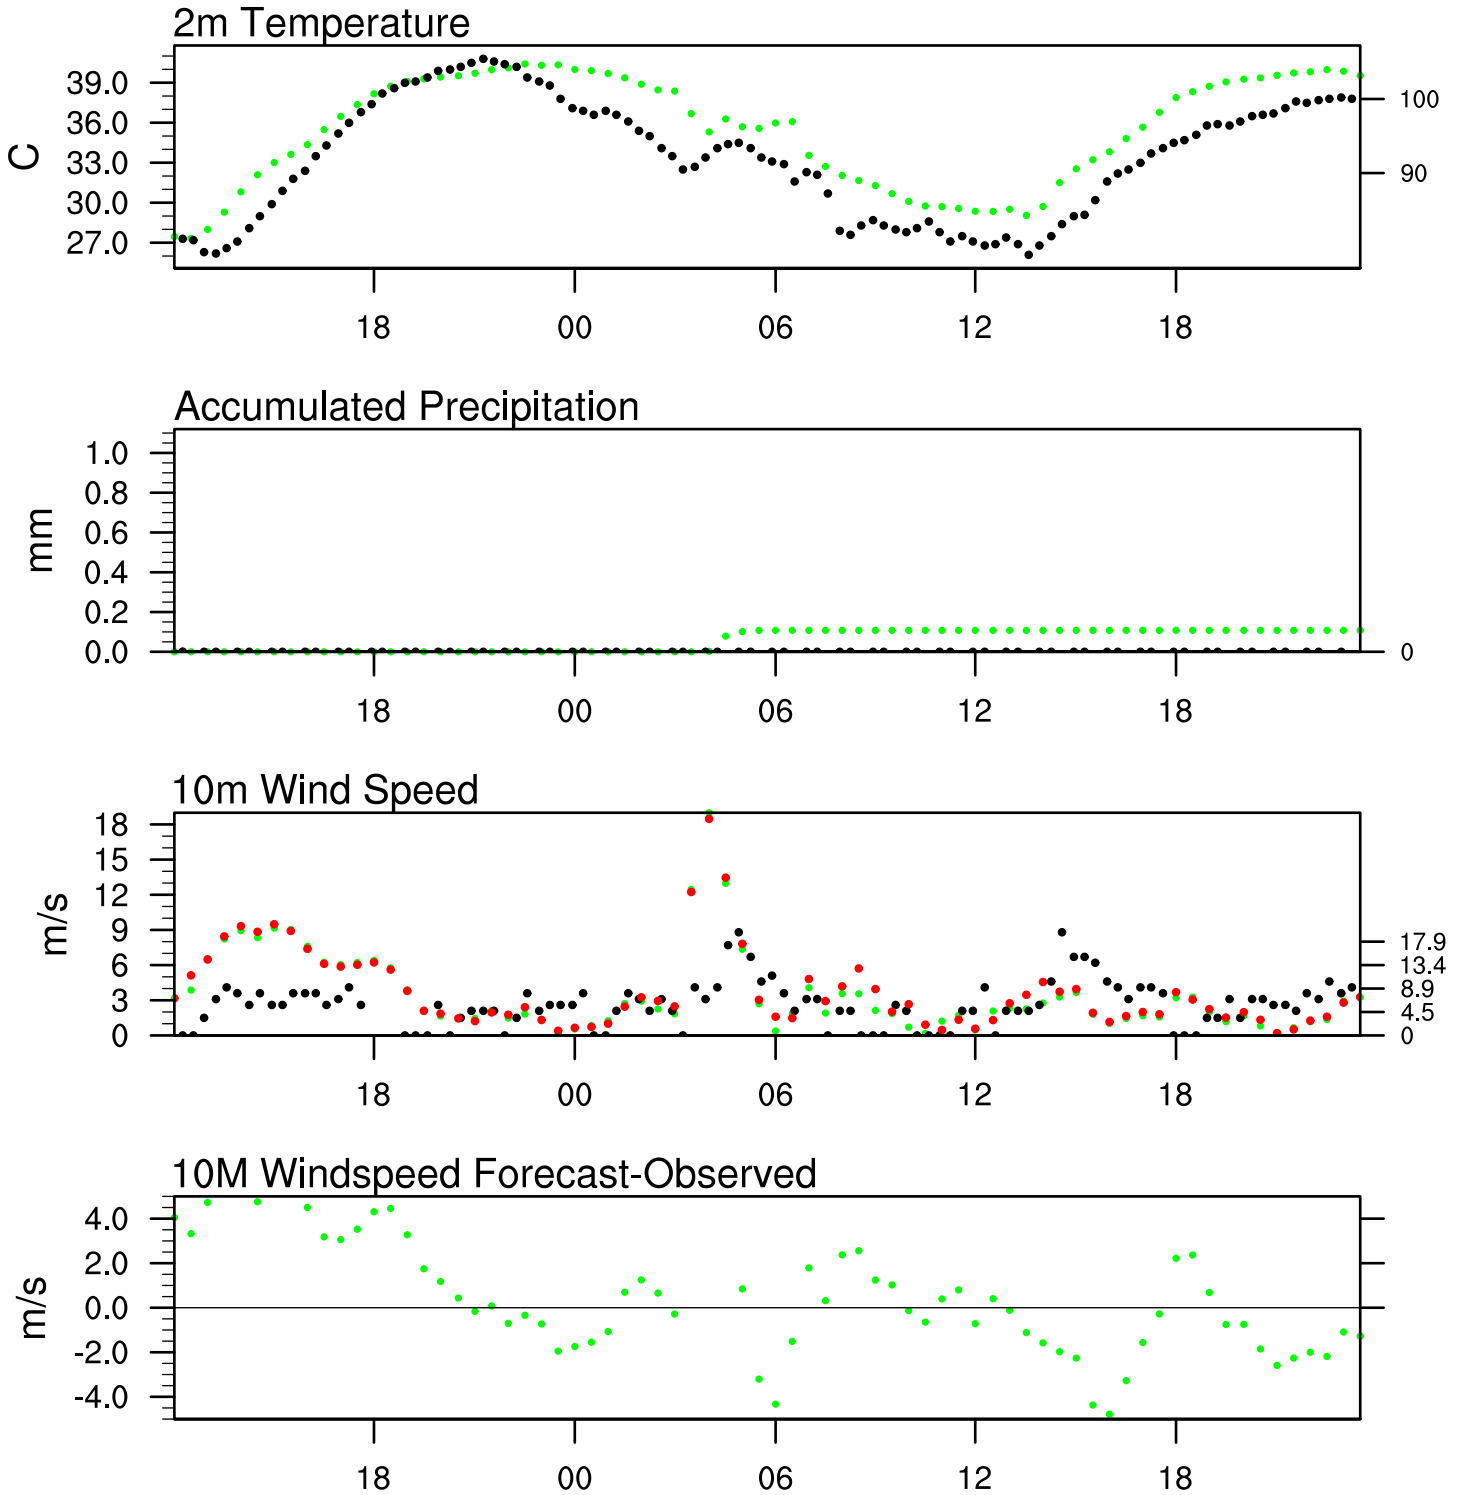 2m Temperature
39.0
36.0
33.0
30.0
27.0
C
100
90
18 00 06 12 18
Accumulated Precipitation
1.0
0.8
0.6
0.4
0.2
0.0
mm
0
18 00 06 12 18
10m Wind Speed
18
15
12
9
6
3
0
m/s
17.9
13.4
8.9
4.5
0
18 00 06 12 18
10M Windspeed Forecast-Observed
4.0
2.0
0.0
-2.0
-4.0
m/s
18 00 06 12 18